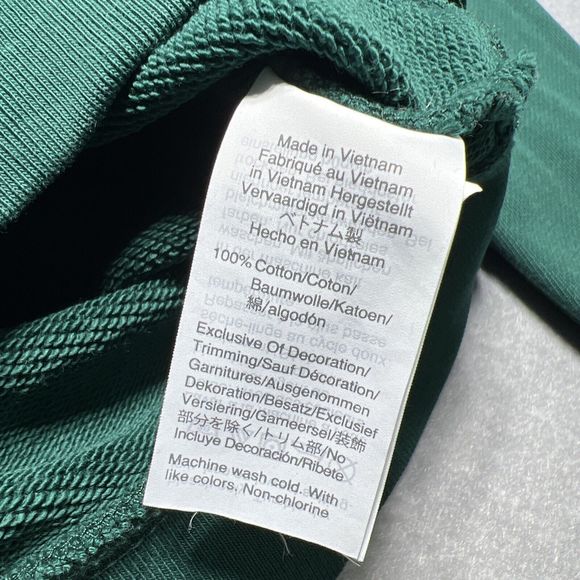 Made in Vietnam
Fabriqué au Vietnam
in Vietnam Hergestellt
Vervaardigd in Viëtnam
ベトナム製
Hecho en Vietnam
100% Cotton/Coton/
Baumwolle/Katoen/
綿/algodón
Exclusive Of Decoration/
Trimming/Sauf Décoration/
Garnitures/Ausgenommen
Dekoration/Besatz/Exclusief
Versiering/Garneersel/装飾
部分を除く/トリム部/No
Incluye Decoración/Ribete
Machine wash cold. With
like colors. Non-chlorine